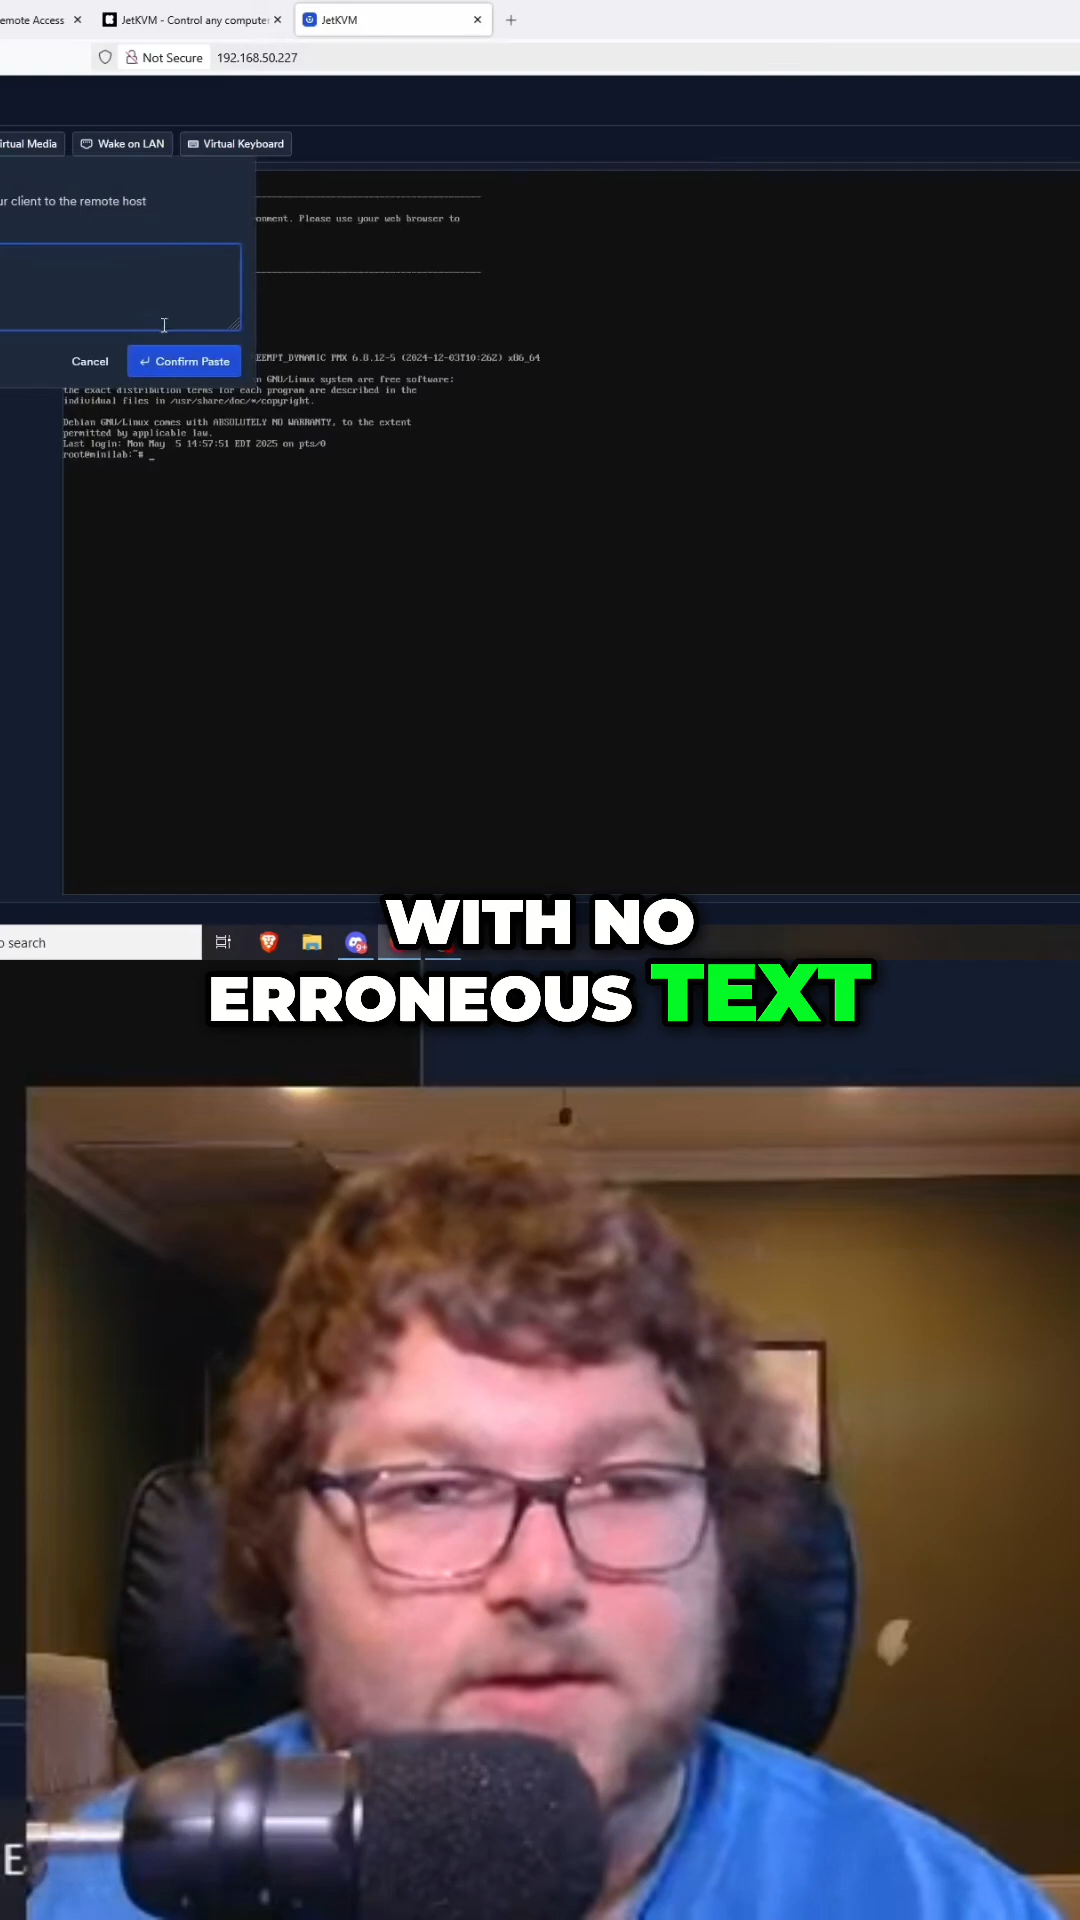 emote Access
JetKVM - Control any compute
JetKVM
Not Secure 192.168.50.227
irtual Media
Wake on LAN
Virtual Keyboard
ur client to the remote host
onment. Please use your web browser to
Cancel
Confirm Paste
EEMPT_DYNAMIC PMX 6.8.12-5 (2024-12-03T10:26Z) x86_64
n GNU/Linux system are free software:
the exact distribution terms for each program are described in the
individual files in /usr/share/doc/*/copyright.
Debian GNU/Linux comes with ABSOLUTELY NO WARRANTY, to the extent
permitted by applicable law.
Last login: Mon May  5 14:57:51 EDT 2025 on pts/0
root@minilab:~# _
o search
9+
WITH NO
ERRONEOUS TEXT
E